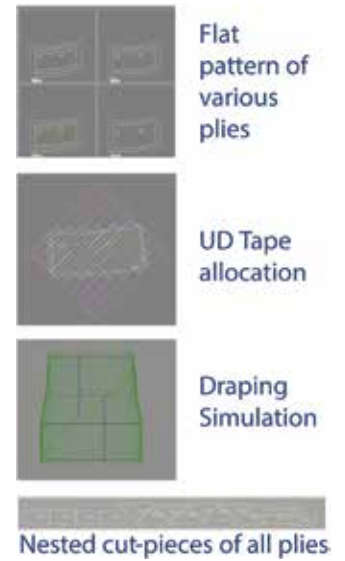 Flat
pattern of
various
plies
UD Tape
allocation
Draping
Simulation
Nested cut-pieces of all plies